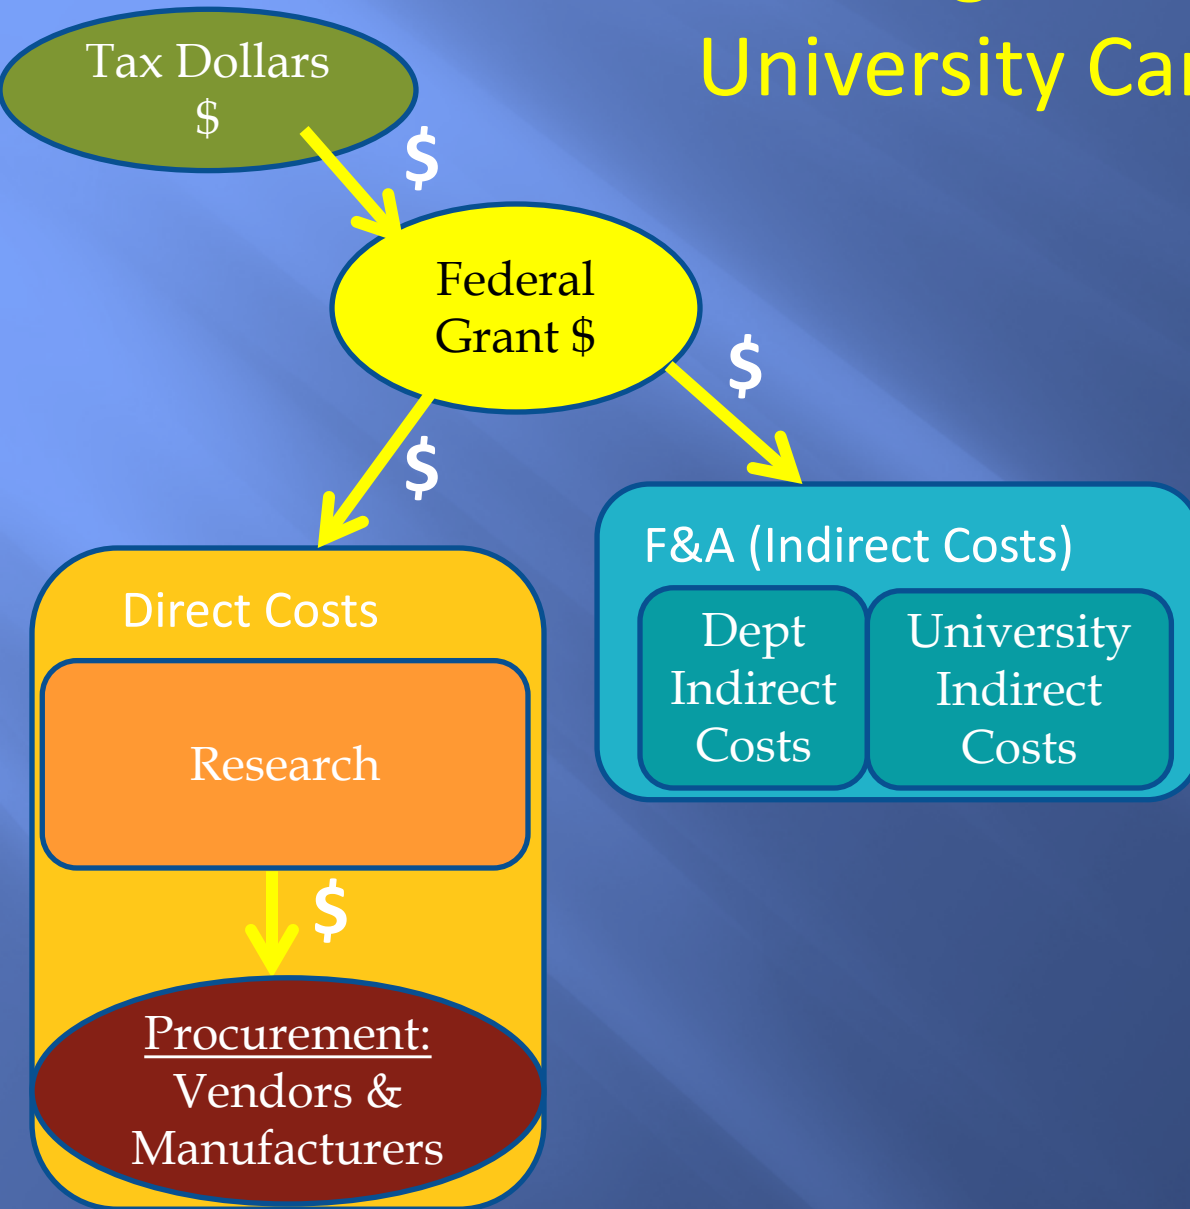 University
Tax Dollars
$
$
Federal
Grant $
$
$
F&A (Indirect Costs)
Dept
Indirect
Costs
University
Indirect
Costs
Direct Costs
Research
$
Procurement:
Vendors &
Manufacturers